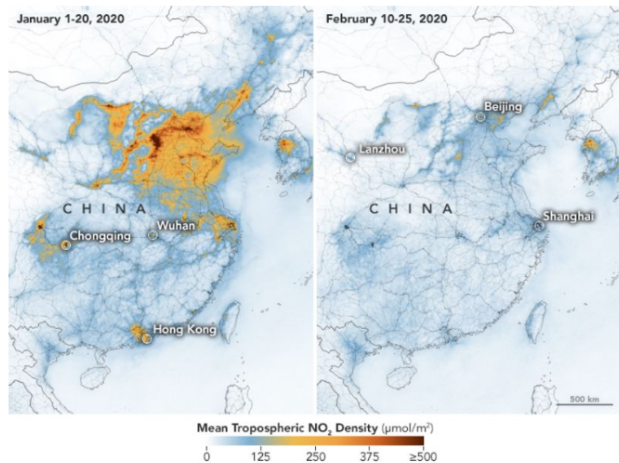 January 1-20, 2020
CHINA
Chongqing
Wuhan
Hong Kong
February 10-25, 2020
Beijing
Lanzhou
CHINA
Shanghai
500 km
Mean Tropospheric NO₂ Density (μmol/m²)
0 125 250 375 ≥500